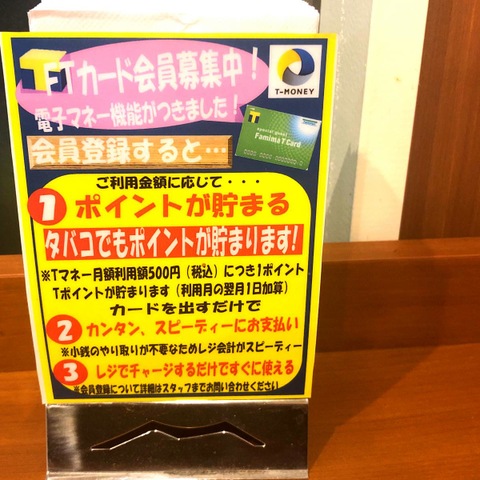 FTカード会員募集中！
T-MONEY
電子マネー機能がつきました！
special good!
Famima T Card
会員登録すると…
ご利用金額に応じて・・・
1 ポイントが貯まる
タバコでもポイントが貯まります!
※Tマネー月額利用額500円（税込）につき1ポイント
Tポイントが貯まります（利用月の翌月1日加算）
カードを出すだけで
2 カンタン、スピーディーにお支払い
※小銭のやり取りが不要なためレジ会計がスピーディー
3 レジでチャージするだけですぐに使える
※会員登録について詳細はスタッフまでお問い合わせください